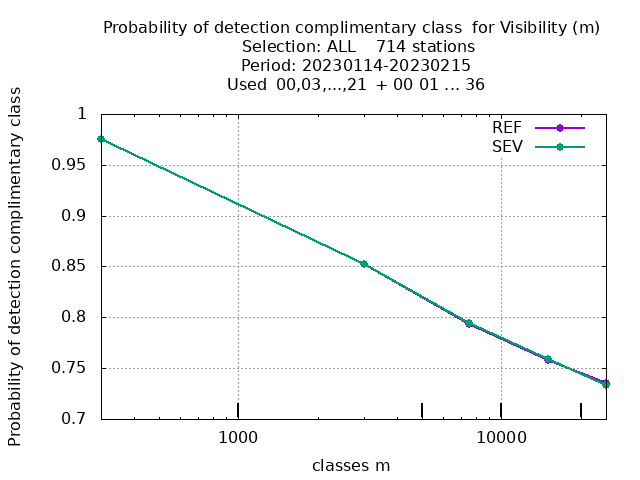 Probability of detection complimentary class  for Visibility (m)
Selection: ALL    714 stations
Period: 20230114-20230215
Used  00,03,...,21  + 00 01 ... 36
Probability of detection complimentary class
1
0.95
0.9
0.85
0.8
0.75
0.7
REF
SEV
1000
10000
classes m